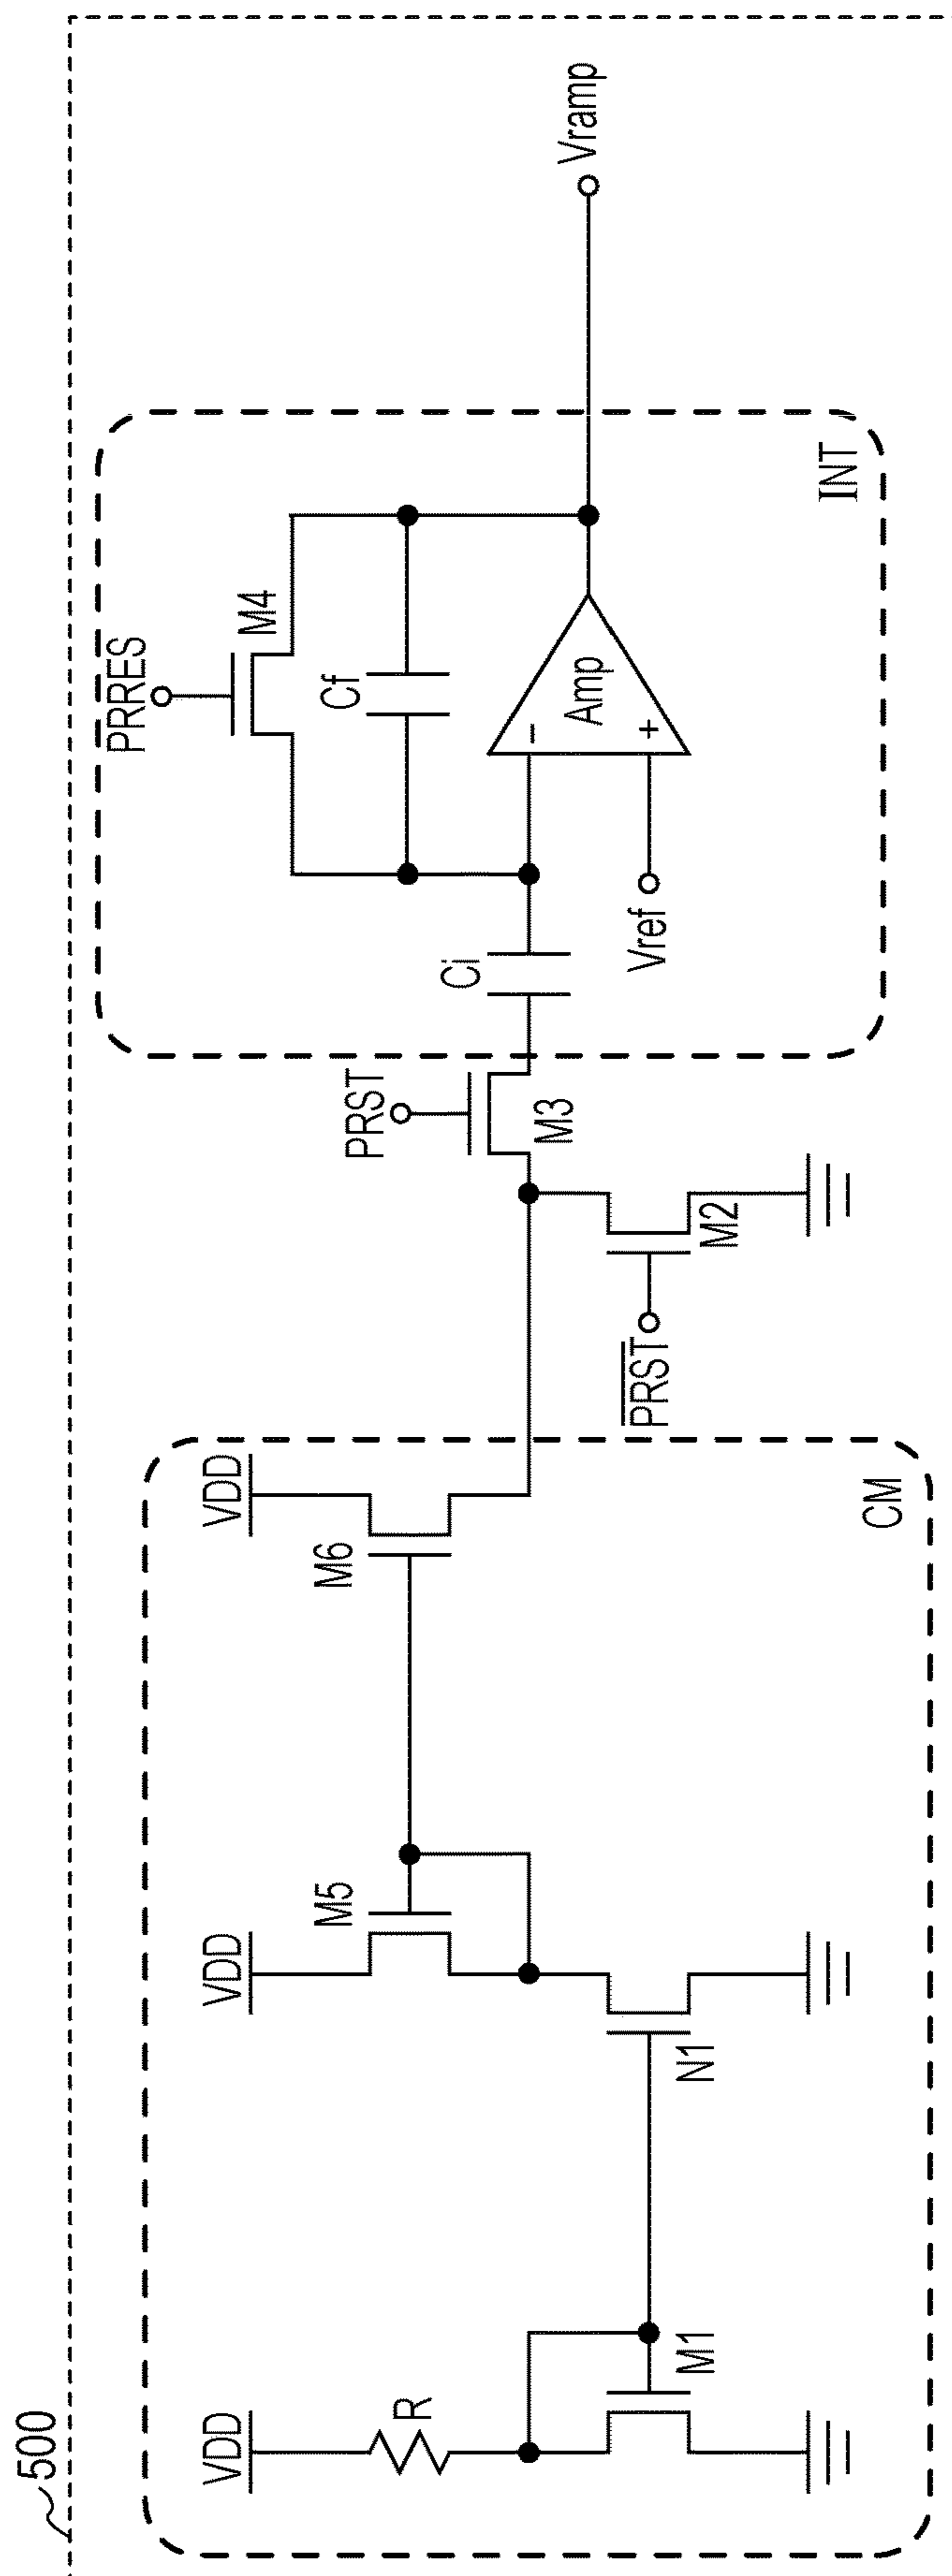 500
VDD
R
M1
VDD
M5
N1
VDD
M6
CM
PRST
M2
PRST
M3
Ci
Vref
PRRES
M4
Cf
Amp
-
+
INT
Vramp